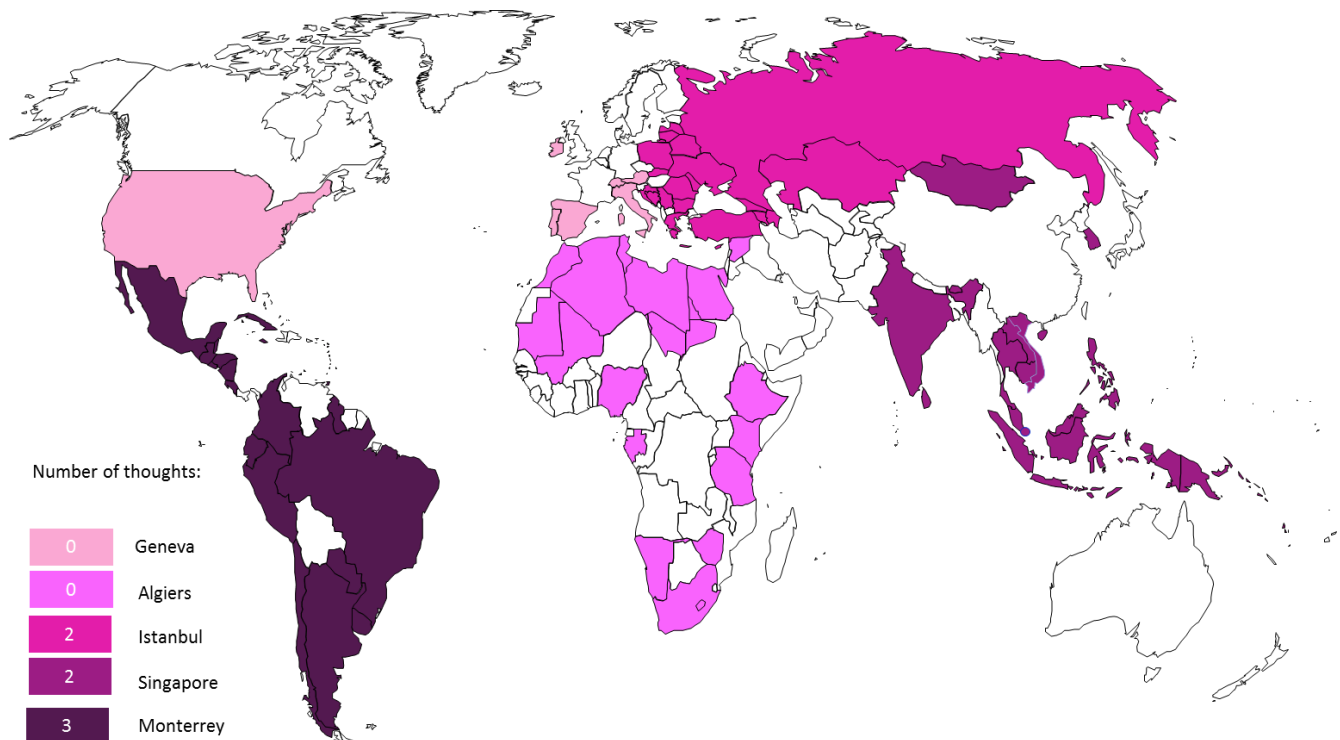 Number of thoughts:
0 Geneva
0 Algiers
2 Istanbul
2 Singapore
3 Monterrey